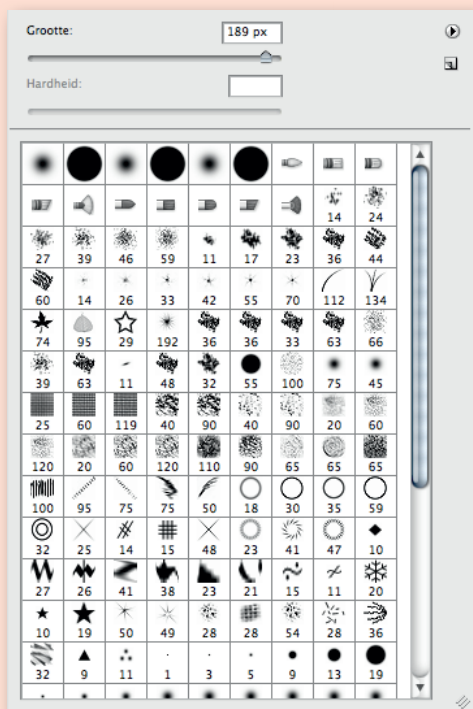 Grootte: 189 px
Hardheid:
14 24
27 39 46 59 11 17 23 36 44
60 14 26 33 42 55 70 112 134
74 95 29 192 36 36 33 63 66
39 63 11 48 32 55 100 75 45
25 60 119 40 90 40 90 20 60
120 20 60 120 110 90 65 65 65
100 95 75 75 50 18 30 35 59
32 25 14 15 48 23 41 47 10
27 26 41 38 23 21 15 11 20
10 19 50 49 28 28 54 28 36
32 9 11 1 3 5 9 13 19